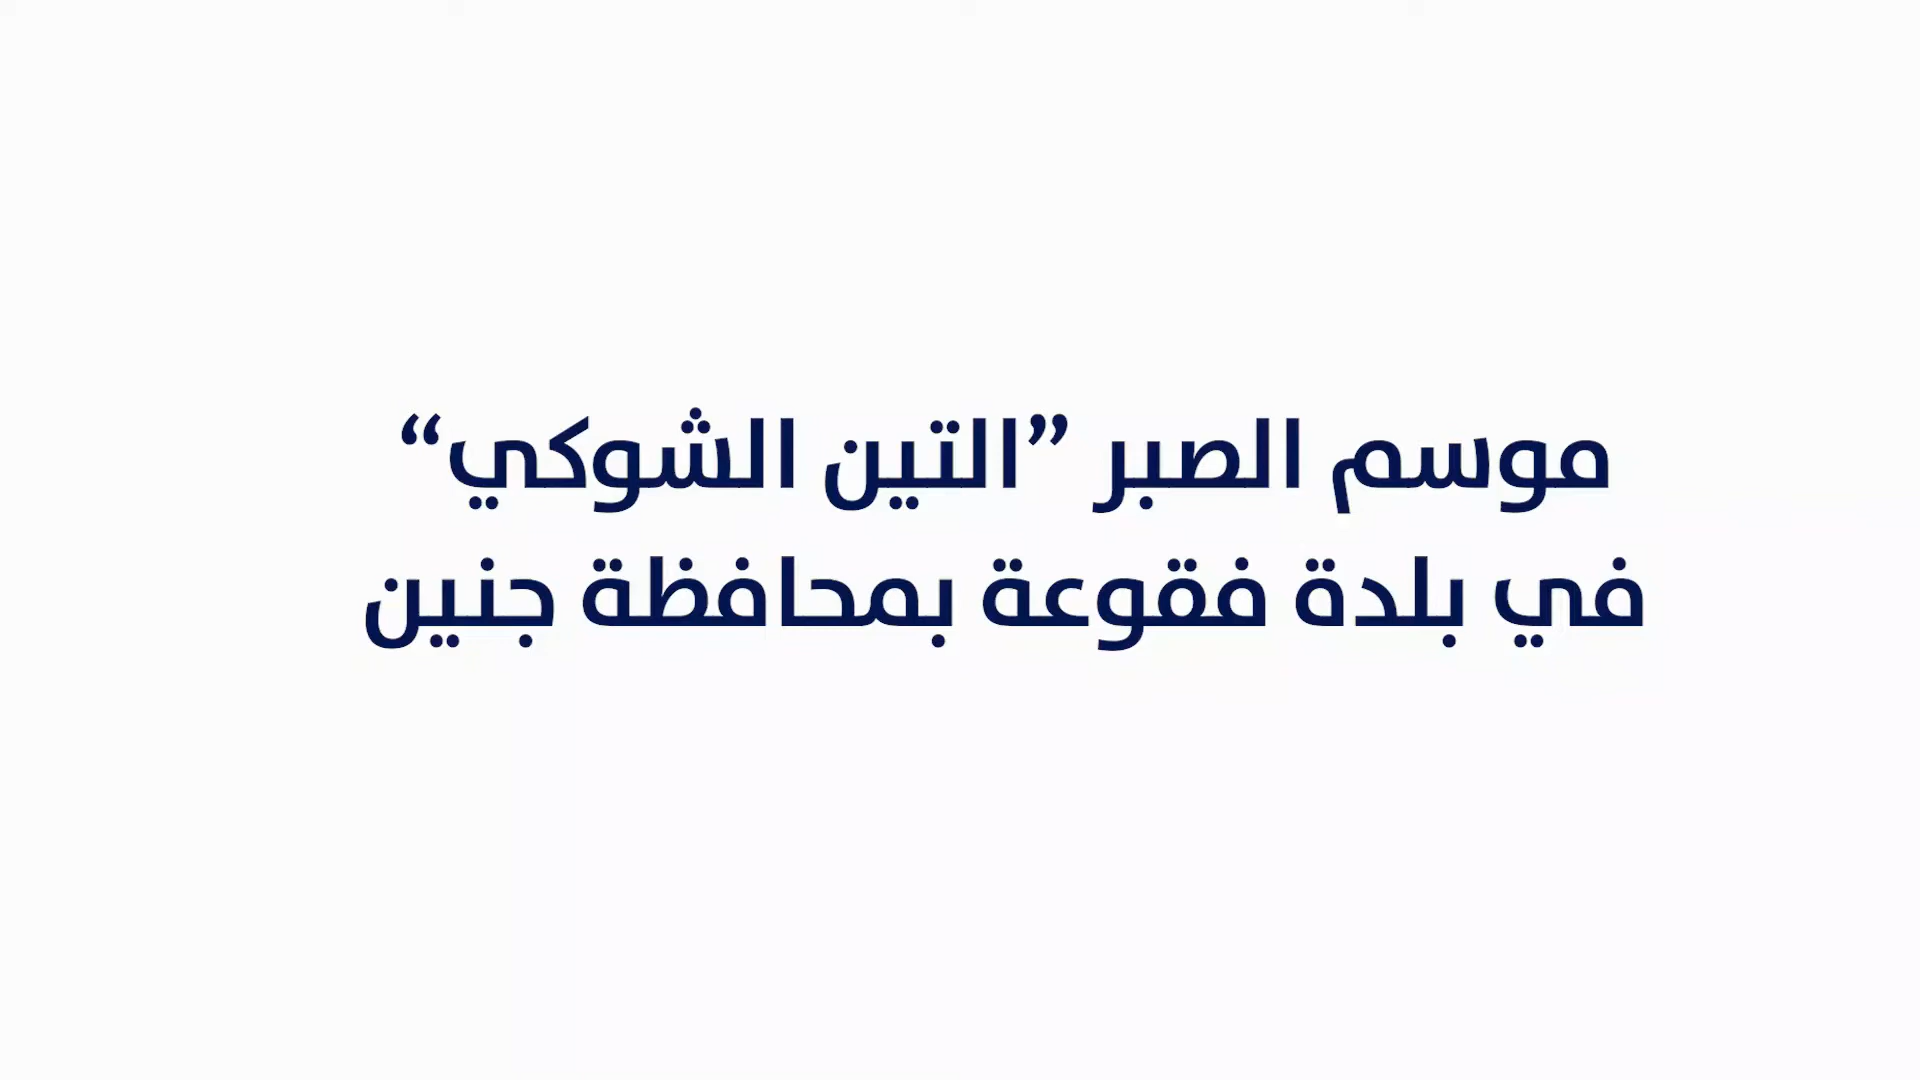 موسم الصبر ”التين الشوكي“
في بلدة فقوعة بمحافظة جنين